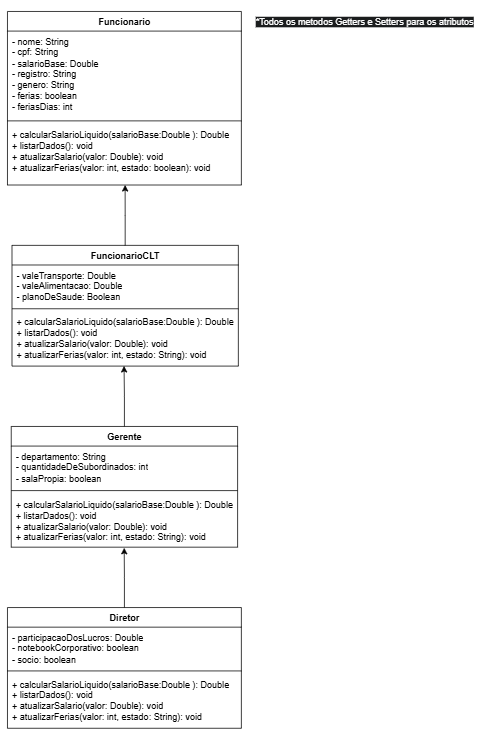 Funcionario
*Todos os metodos Getters e Setters para os atributos
- nome: String
- cpf: String
- salarioBase: Double
- registro: String
- genero: String
- ferias: boolean
- feriasDias: int
+ calcularSalarioLiquido(salarioBase:Double ): Double
+ listarDados(): void
+ atualizarSalario(valor: Double): void
+ atualizarFerias(valor: int, estado: boolean): void
FuncionarioCLT
- valeTransporte: Double
- valeAlimentacao: Double
- planoDeSaude: Boolean
+ calcularSalarioLiquido(salarioBase:Double ): Double
+ listarDados(): void
+ atualizarSalario(valor: Double): void
+ atualizarFerias(valor: int, estado: String): void
Gerente
- departamento: String
- quantidadeDeSubordinados: int
- salaPropia: boolean
+ calcularSalarioLiquido(salarioBase:Double ): Double
+ listarDados(): void
+ atualizarSalario(valor: Double): void
+ atualizarFerias(valor: int, estado: String): void
Diretor
- participacaoDosLucros: Double
- notebookCorporativo: boolean
- socio: boolean
+ calcularSalarioLiquido(salarioBase:Double ): Double
+ listarDados(): void
+ atualizarSalario(valor: Double): void
+ atualizarFerias(valor: int, estado: String): void